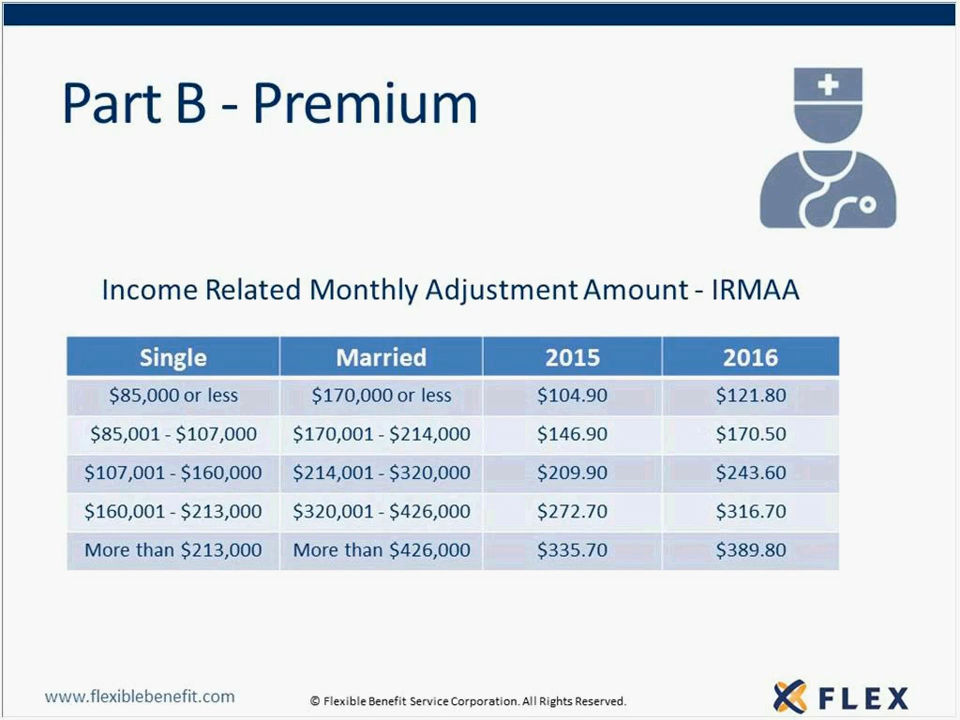 Part B - Premium
Income Related Monthly Adjustment Amount - IRMAA
Single Married 2015 2016
$85,000 or less $170,000 or less $104.90 $121.80
$85,001 - $107,000 $170,001 - $214,000 $146.90 $170.50
$107,001 - $160,000 $214,001 - $320,000 $209.90 $243.60
$160,001 - $213,000 $320,001 - $426,000 $272.70 $316.70
More than $213,000 More than $426,000 $335.70 $389.80
www.flexiblebenefit.com © Flexible Benefit Service Corporation. All Rights Reserved. FLEX